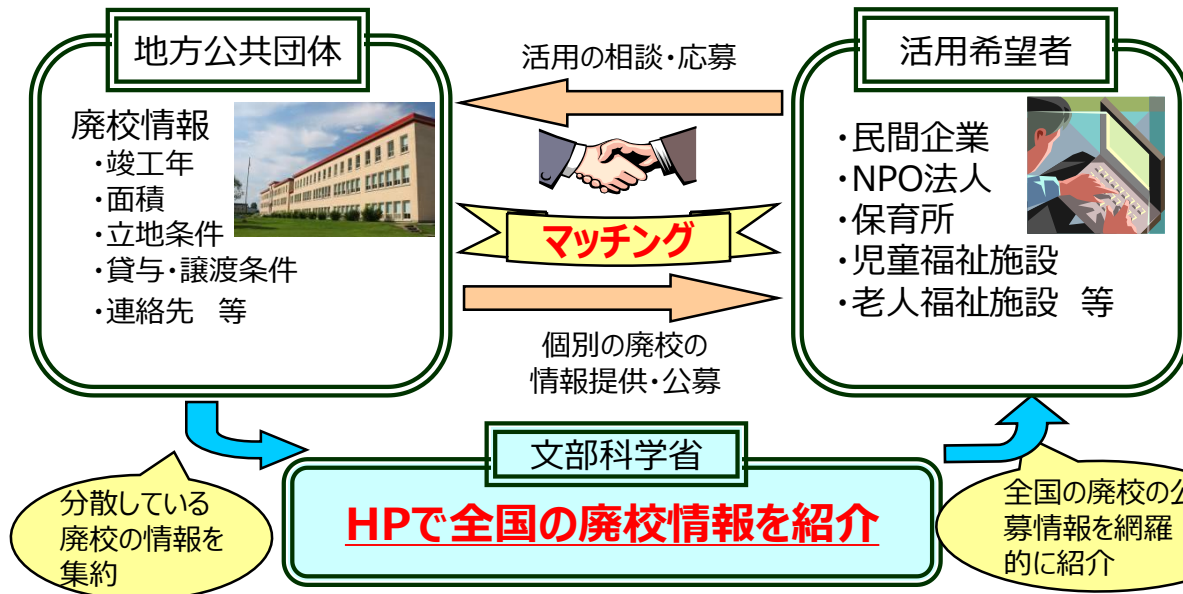 地方公共団体
廃校情報
・竣工年
・面積
・立地条件
・貸与・譲渡条件
・連絡先　等
活用の相談・応募
マッチング
個別の廃校の
情報提供・公募
活用希望者
・民間企業
・NPO法人
・保育所
・児童福祉施設
・老人福祉施設　等
文部科学省
HPで全国の廃校情報を紹介
分散している
廃校の情報を
集約
全国の廃校の公
募情報を網羅
的に紹介